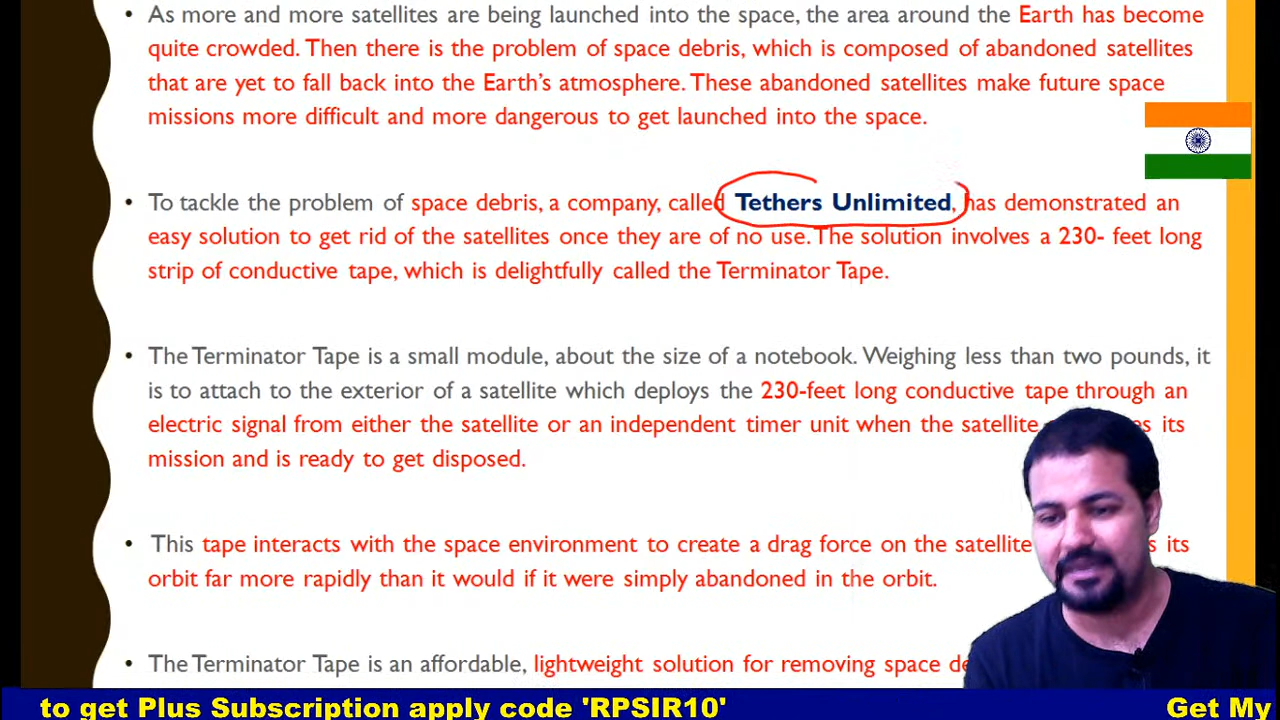 • As more and more satellites are being launched into the space, the area around the Earth has become
quite crowded. Then there is the problem of space debris, which is composed of abandoned satellites
that are yet to fall back into the Earth's atmosphere. These abandoned satellites make future space
missions more difficult and more dangerous to get launched into the space.
• To tackle the problem of space debris, a company, called Tethers Unlimited, has demonstrated an
easy solution to get rid of the satellites once they are of no use. The solution involves a 230- feet long
strip of conductive tape, which is delightfully called the Terminator Tape.
• The Terminator Tape is a small module, about the size of a notebook. Weighing less than two pounds, it
is to attach to the exterior of a satellite which deploys the 230-feet long conductive tape through an
electric signal from either the satellite or an independent timer unit when the satellite its
mission and is ready to get disposed.
• This tape interacts with the space environment to create a drag force on the satellite its
orbit far more rapidly than it would if it were simply abandoned in the orbit.
• The Terminator Tape is an affordable, lightweight solution for removing space
to get Plus Subscription apply code 'RPSIR10' Get My